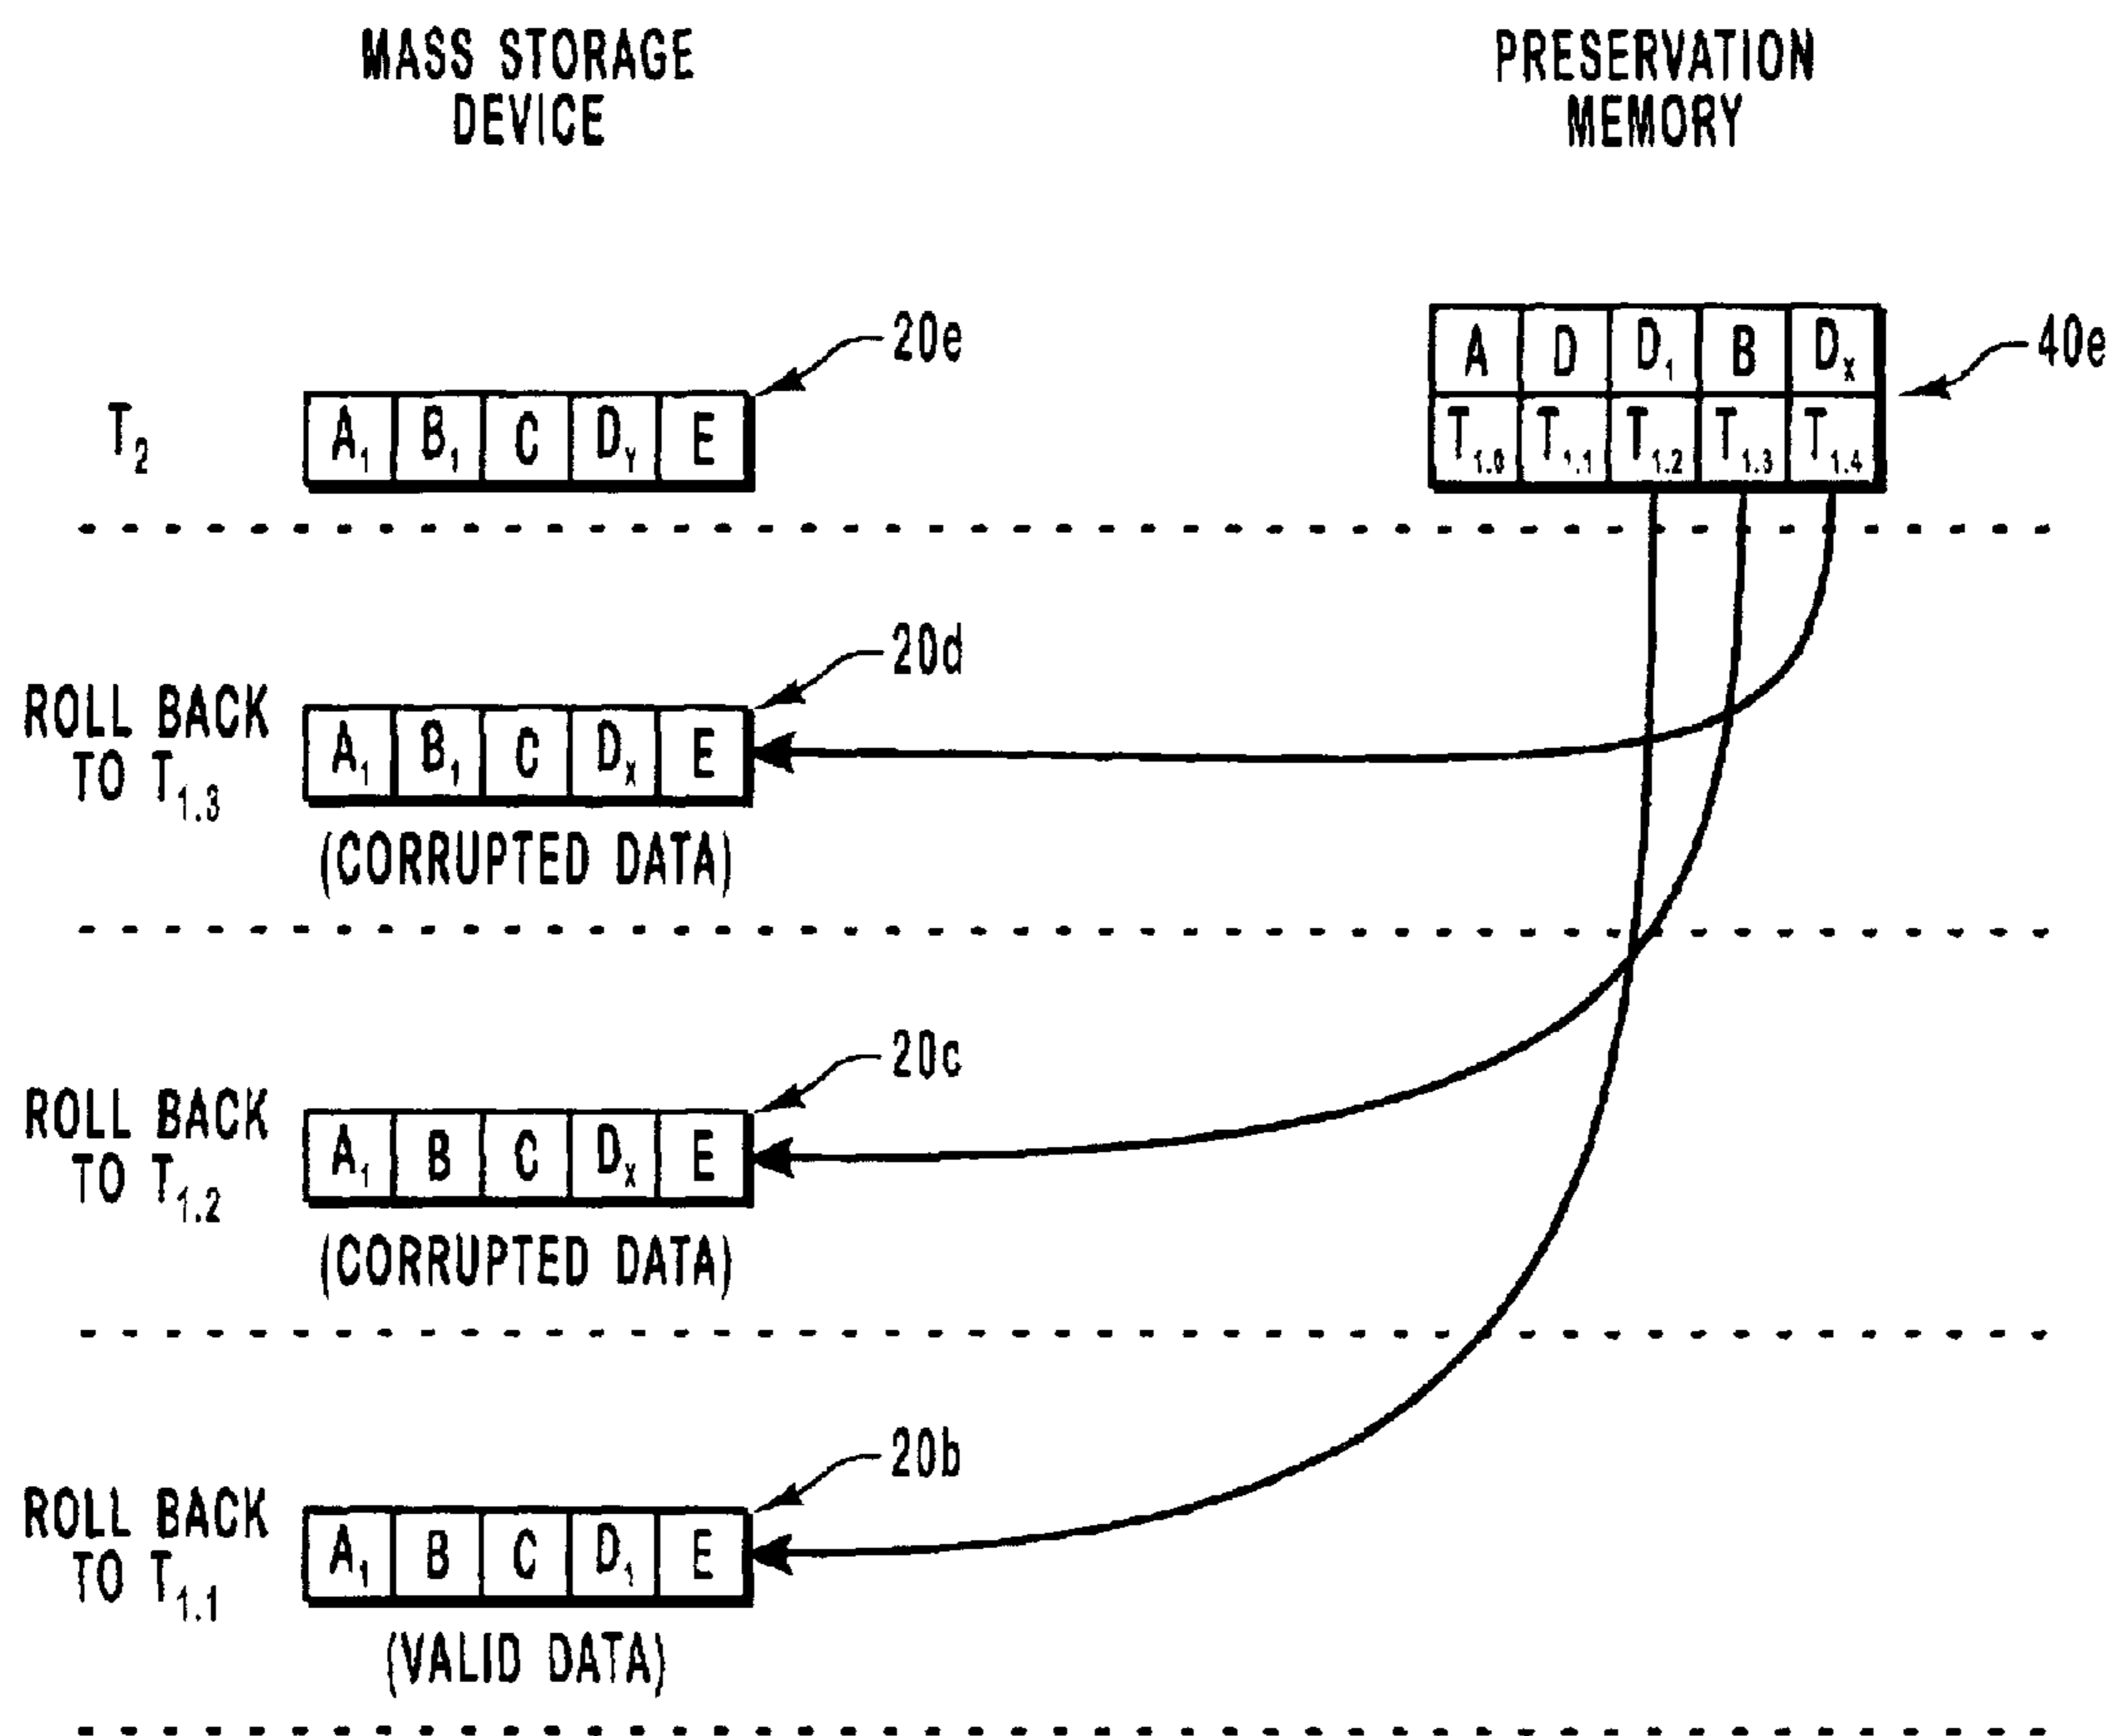 MASS STORAGE DEVICE
PRESERVATION MEMORY
20e
40e
T₂
A₁ B₁ C Dᵧ E
A D D₁ B Dₓ
T₁.₀ T₁.₁ T₁.₂ T₁.₃ T₁.₄
20d
ROLL BACK TO T₁.₃
A₁ B₁ C Dₓ E
(CORRUPTED DATA)
20c
ROLL BACK TO T₁.₂
A₁ B C Dₓ E
(CORRUPTED DATA)
20b
ROLL BACK TO T₁.₁
A₁ B C D₁ E
(VALID DATA)